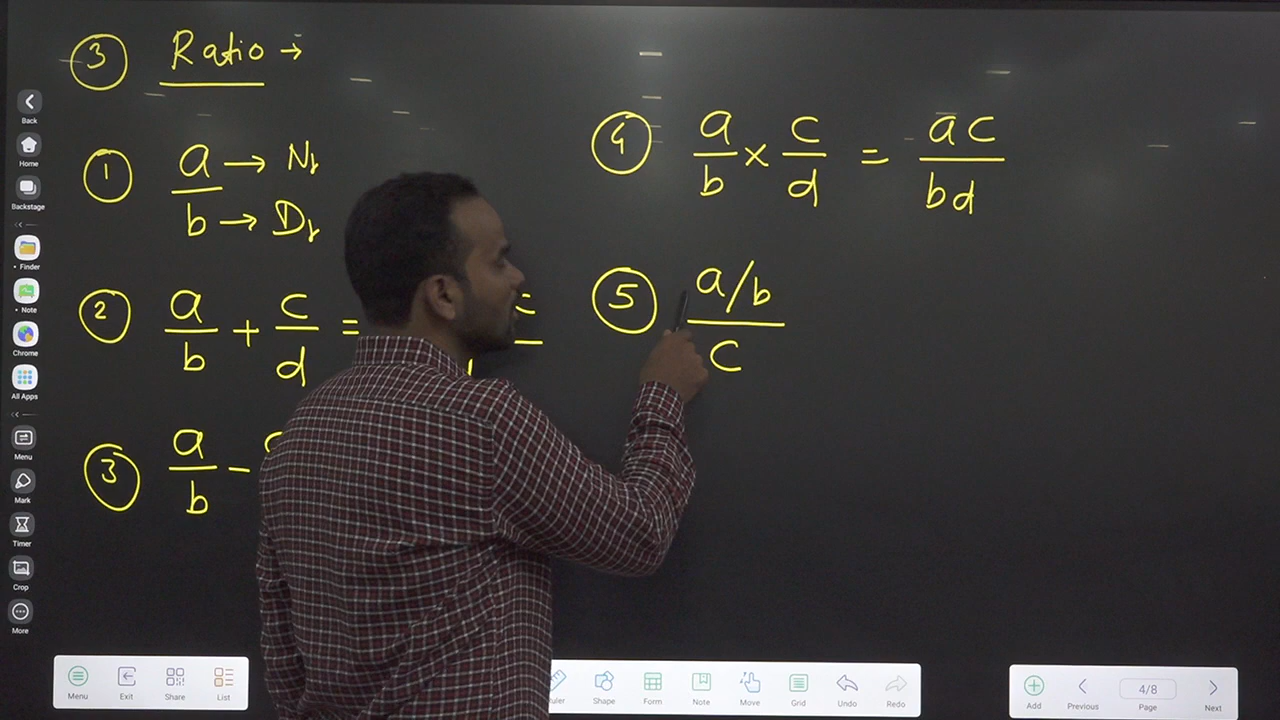 ③ Ratio →
① a/b
a → Nr
b → Dr
② a/b + c/d =
③ a/b -
④ a/b × c/d = ac/bd
⑤ (a/b)/c
Back
Home
Backstage
Finder
Note
Chrome
All Apps
Menu
Mark
Timer
Crop
More
Menu Exit Share List
Shape Form Note Move Grid Undo Redo
Add Previous 4/8 Page Next